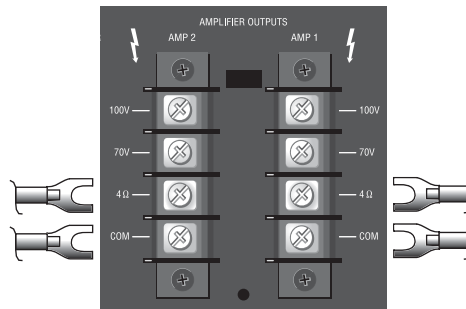 AMPLIFIER OUTPUTS
AMP 2
AMP 1
100V
100V
70V
70V
4 Ω
4 Ω
COM
COM